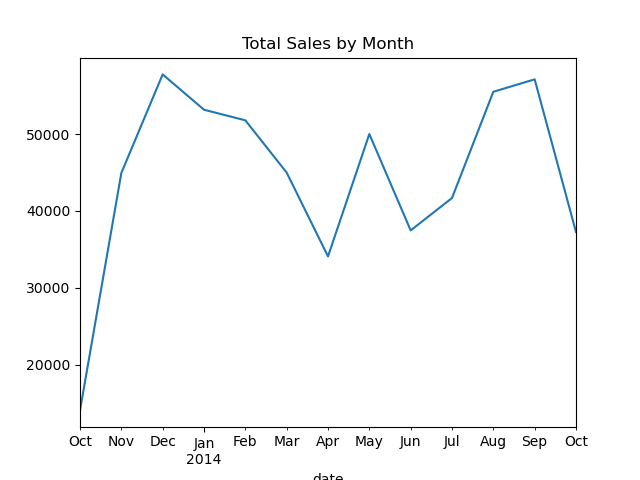 Total Sales by Month
50000
40000
30000
20000
Oct Nov Dec Jan Feb Mar Apr May Jun Jul Aug Sep Oct
2014
date